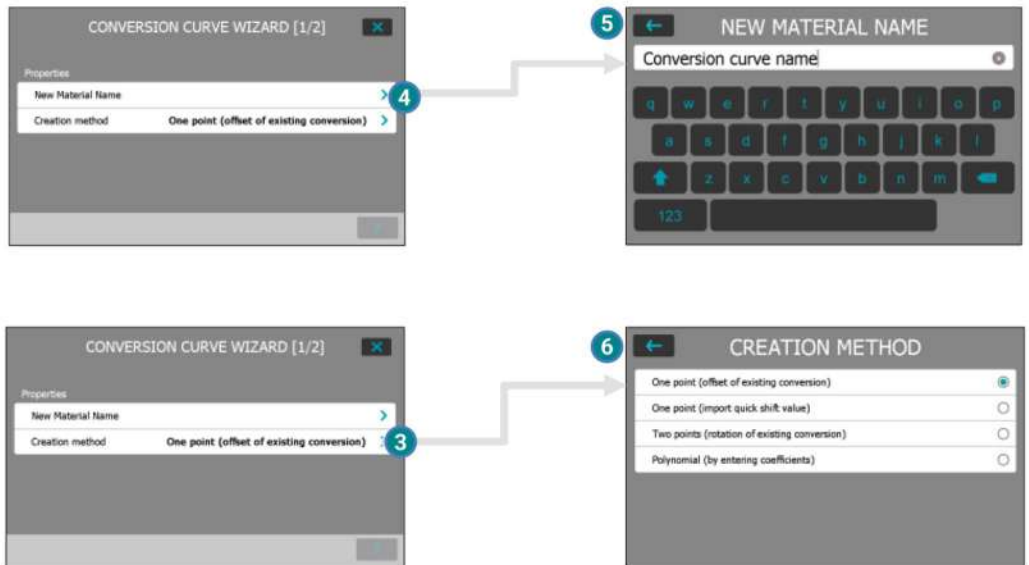 CONVERSION CURVE WIZARD [1/2]
Properties
New Material Name
4
Creation method One point (offset of existing conversion)
5
NEW MATERIAL NAME
Conversion curve name
q w e r t y u i o p
a s d f g h j k l
z x c v b n m
123
CONVERSION CURVE WIZARD [1/2]
Properties
New Material Name
Creation method One point (offset of existing conversion)
3
6
CREATION METHOD
One point (offset of existing conversion)
One point (import quick shift value)
Two points (rotation of existing conversion)
Polynomial (by entering coefficients)